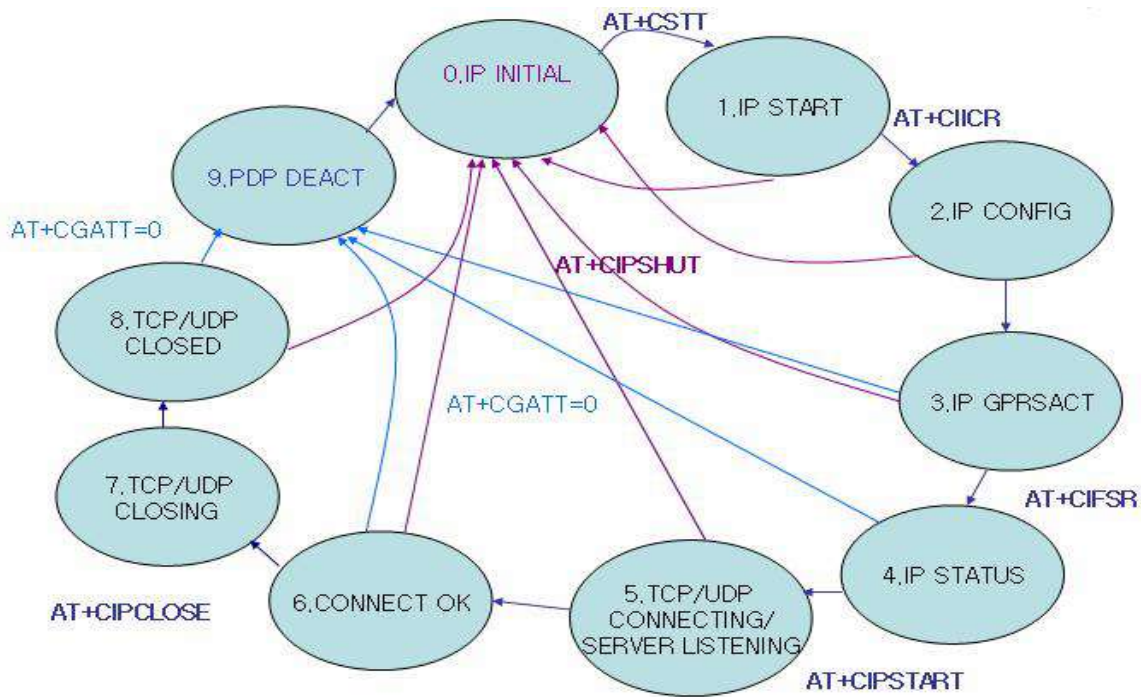 AT+CSTT
0,IP INITIAL
1,IP START
AT+CIICR
9,PDP DEACT
2,IP CONFIG
AT+CGATT=0
AT+CIPSHUT
8,TCP/UDP
CLOSED
3,IP GPRSACT
AT+CGATT=0
7,TCP/UDP
CLOSING
AT+CIFSR
4,IP STATUS
6,CONNECT OK
5,TCP/UDP
CONNECTING/
SERVER LISTENING
AT+CIPCLOSE
AT+CIPSTART